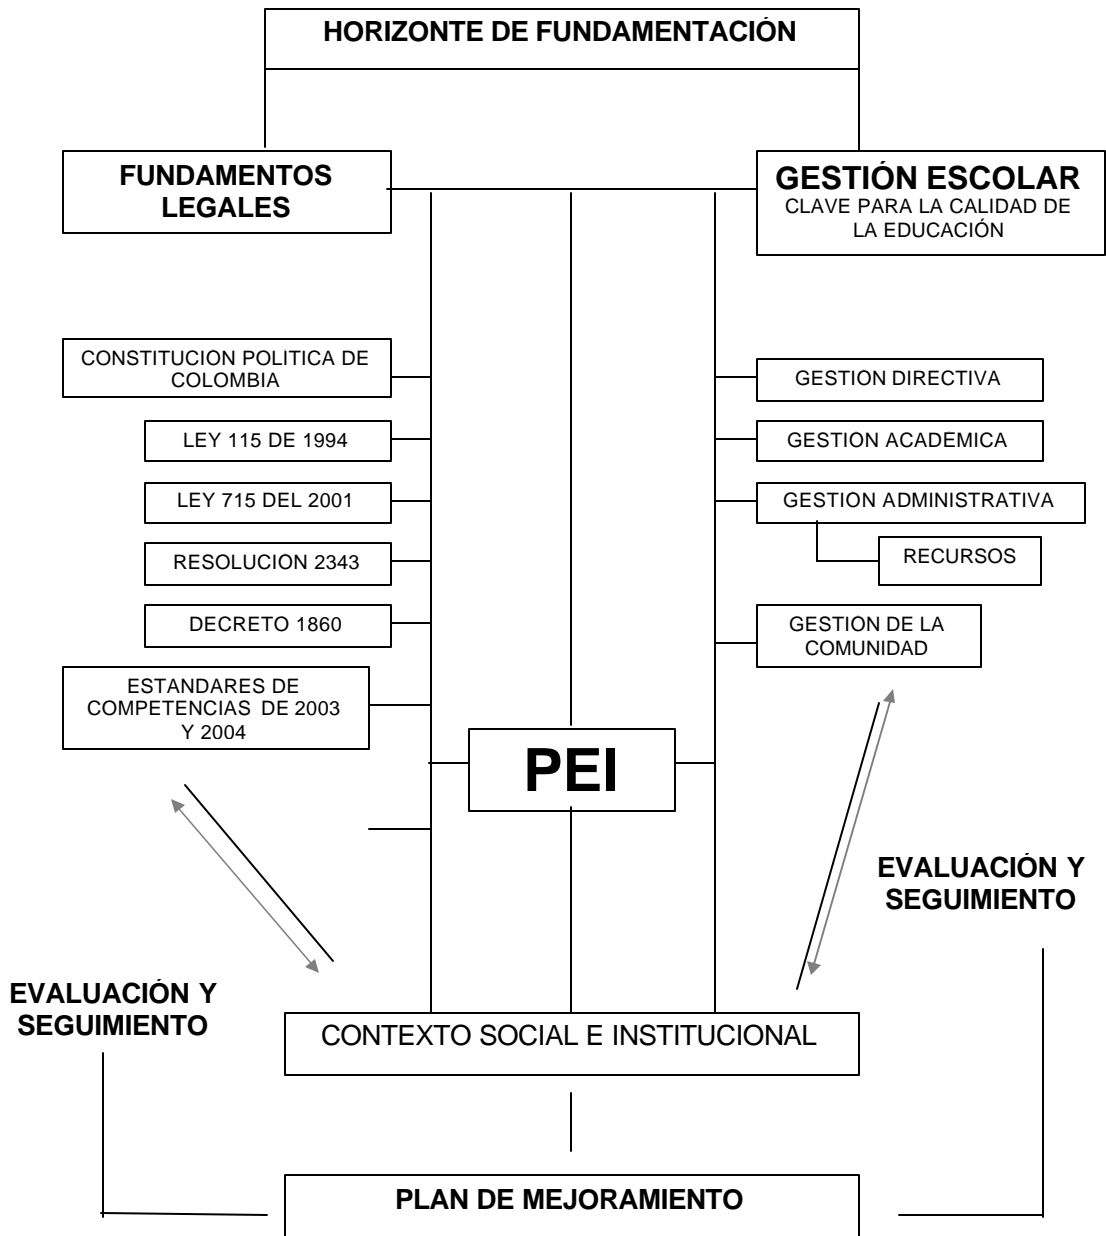 HORIZONTE DE FUNDAMENTACIÓN
FUNDAMENTOS
LEGALES
GESTIÓN ESCOLAR
CLAVE PARA LA CALIDAD DE
LA EDUCACIÓN
CONSTITUCION POLITICA DE
COLOMBIA
LEY 115 DE 1994
LEY 715 DEL 2001
RESOLUCION 2343
DECRETO 1860
ESTANDARES DE
COMPETENCIAS DE 2003
Y 2004
GESTION DIRECTIVA
GESTION ACADEMICA
GESTION ADMINISTRATIVA
RECURSOS
GESTION DE LA
COMUNIDAD
PEI
EVALUACIÓN Y
SEGUIMIENTO
EVALUACIÓN Y
SEGUIMIENTO
CONTEXTO SOCIAL E INSTITUCIONAL
PLAN DE MEJORAMIENTO